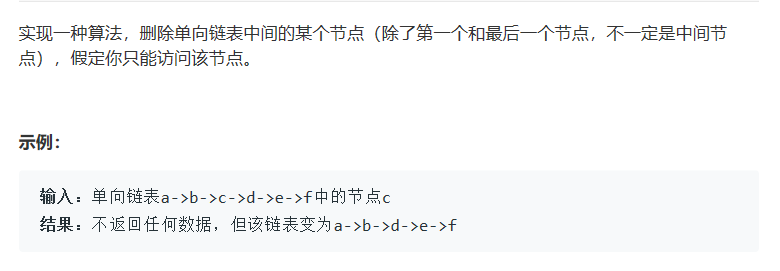 实现一种算法，删除单向链表中间的某个节点（除了第一个和最后一个节点，不一定是中间节
点），假定你只能访问该节点。
示例：
输入：单向链表a->b->c->d->e->f中的节点c
结果：不返回任何数据，但该链表变为a->b->d->e->f